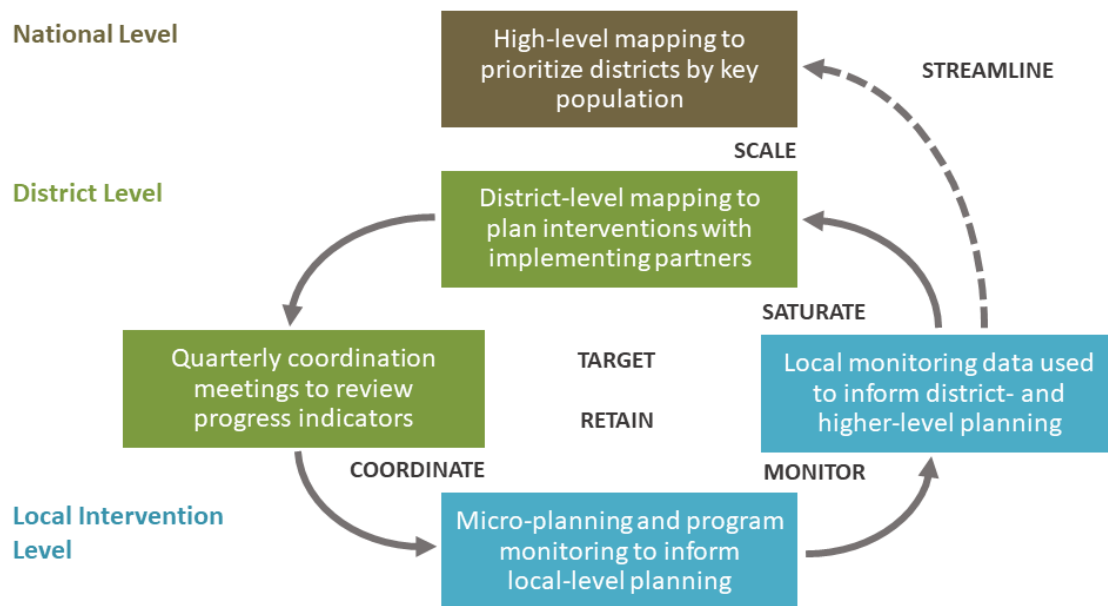 National Level
High-level mapping to
prioritize districts by key
population
STREAMLINE
SCALE
District Level
District-level mapping to
plan interventions with
implementing partners
SATURATE
Quarterly coordination
meetings to review
progress indicators
TARGET
RETAIN
Local monitoring data used
to inform district- and
higher-level planning
COORDINATE
MONITOR
Local Intervention
Level
Micro-planning and program
monitoring to inform
local-level planning